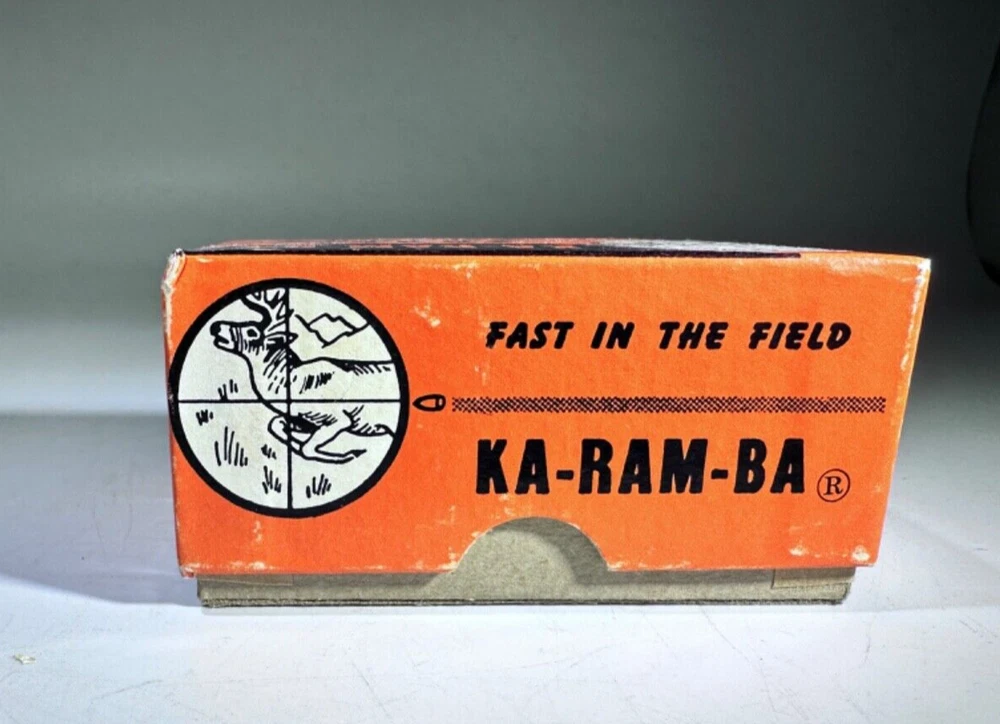 FAST IN THE FIELD
KA-RAM-BA ®